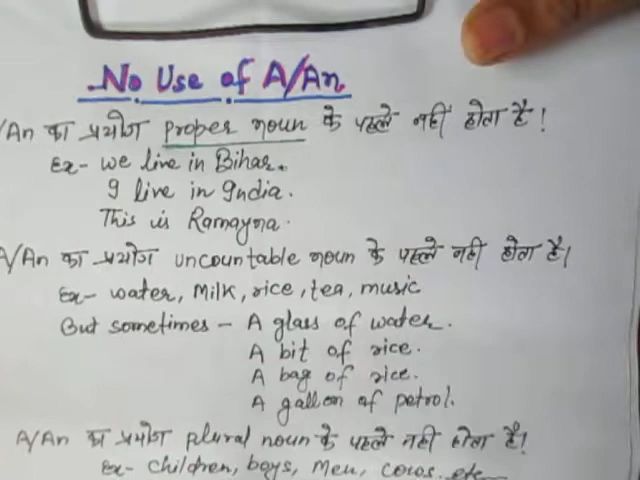 No Use of A/An
/An का प्रयोग proper noun के पहले नहीं होता है!
Ex- we live in Bihar.
I live in India.
This is Ramayna.
A/An का प्रयोग uncountable noun के पहले नही होता है।
Ex- water, Milk, rice, tea, music
But sometimes - A glass of water.
A bit of rice.
A bag of rice.
A gallon of petrol.
A/An का प्रयोग plural noun के पहले नही होता है!
Ex- children, boys, Men, cows, etc